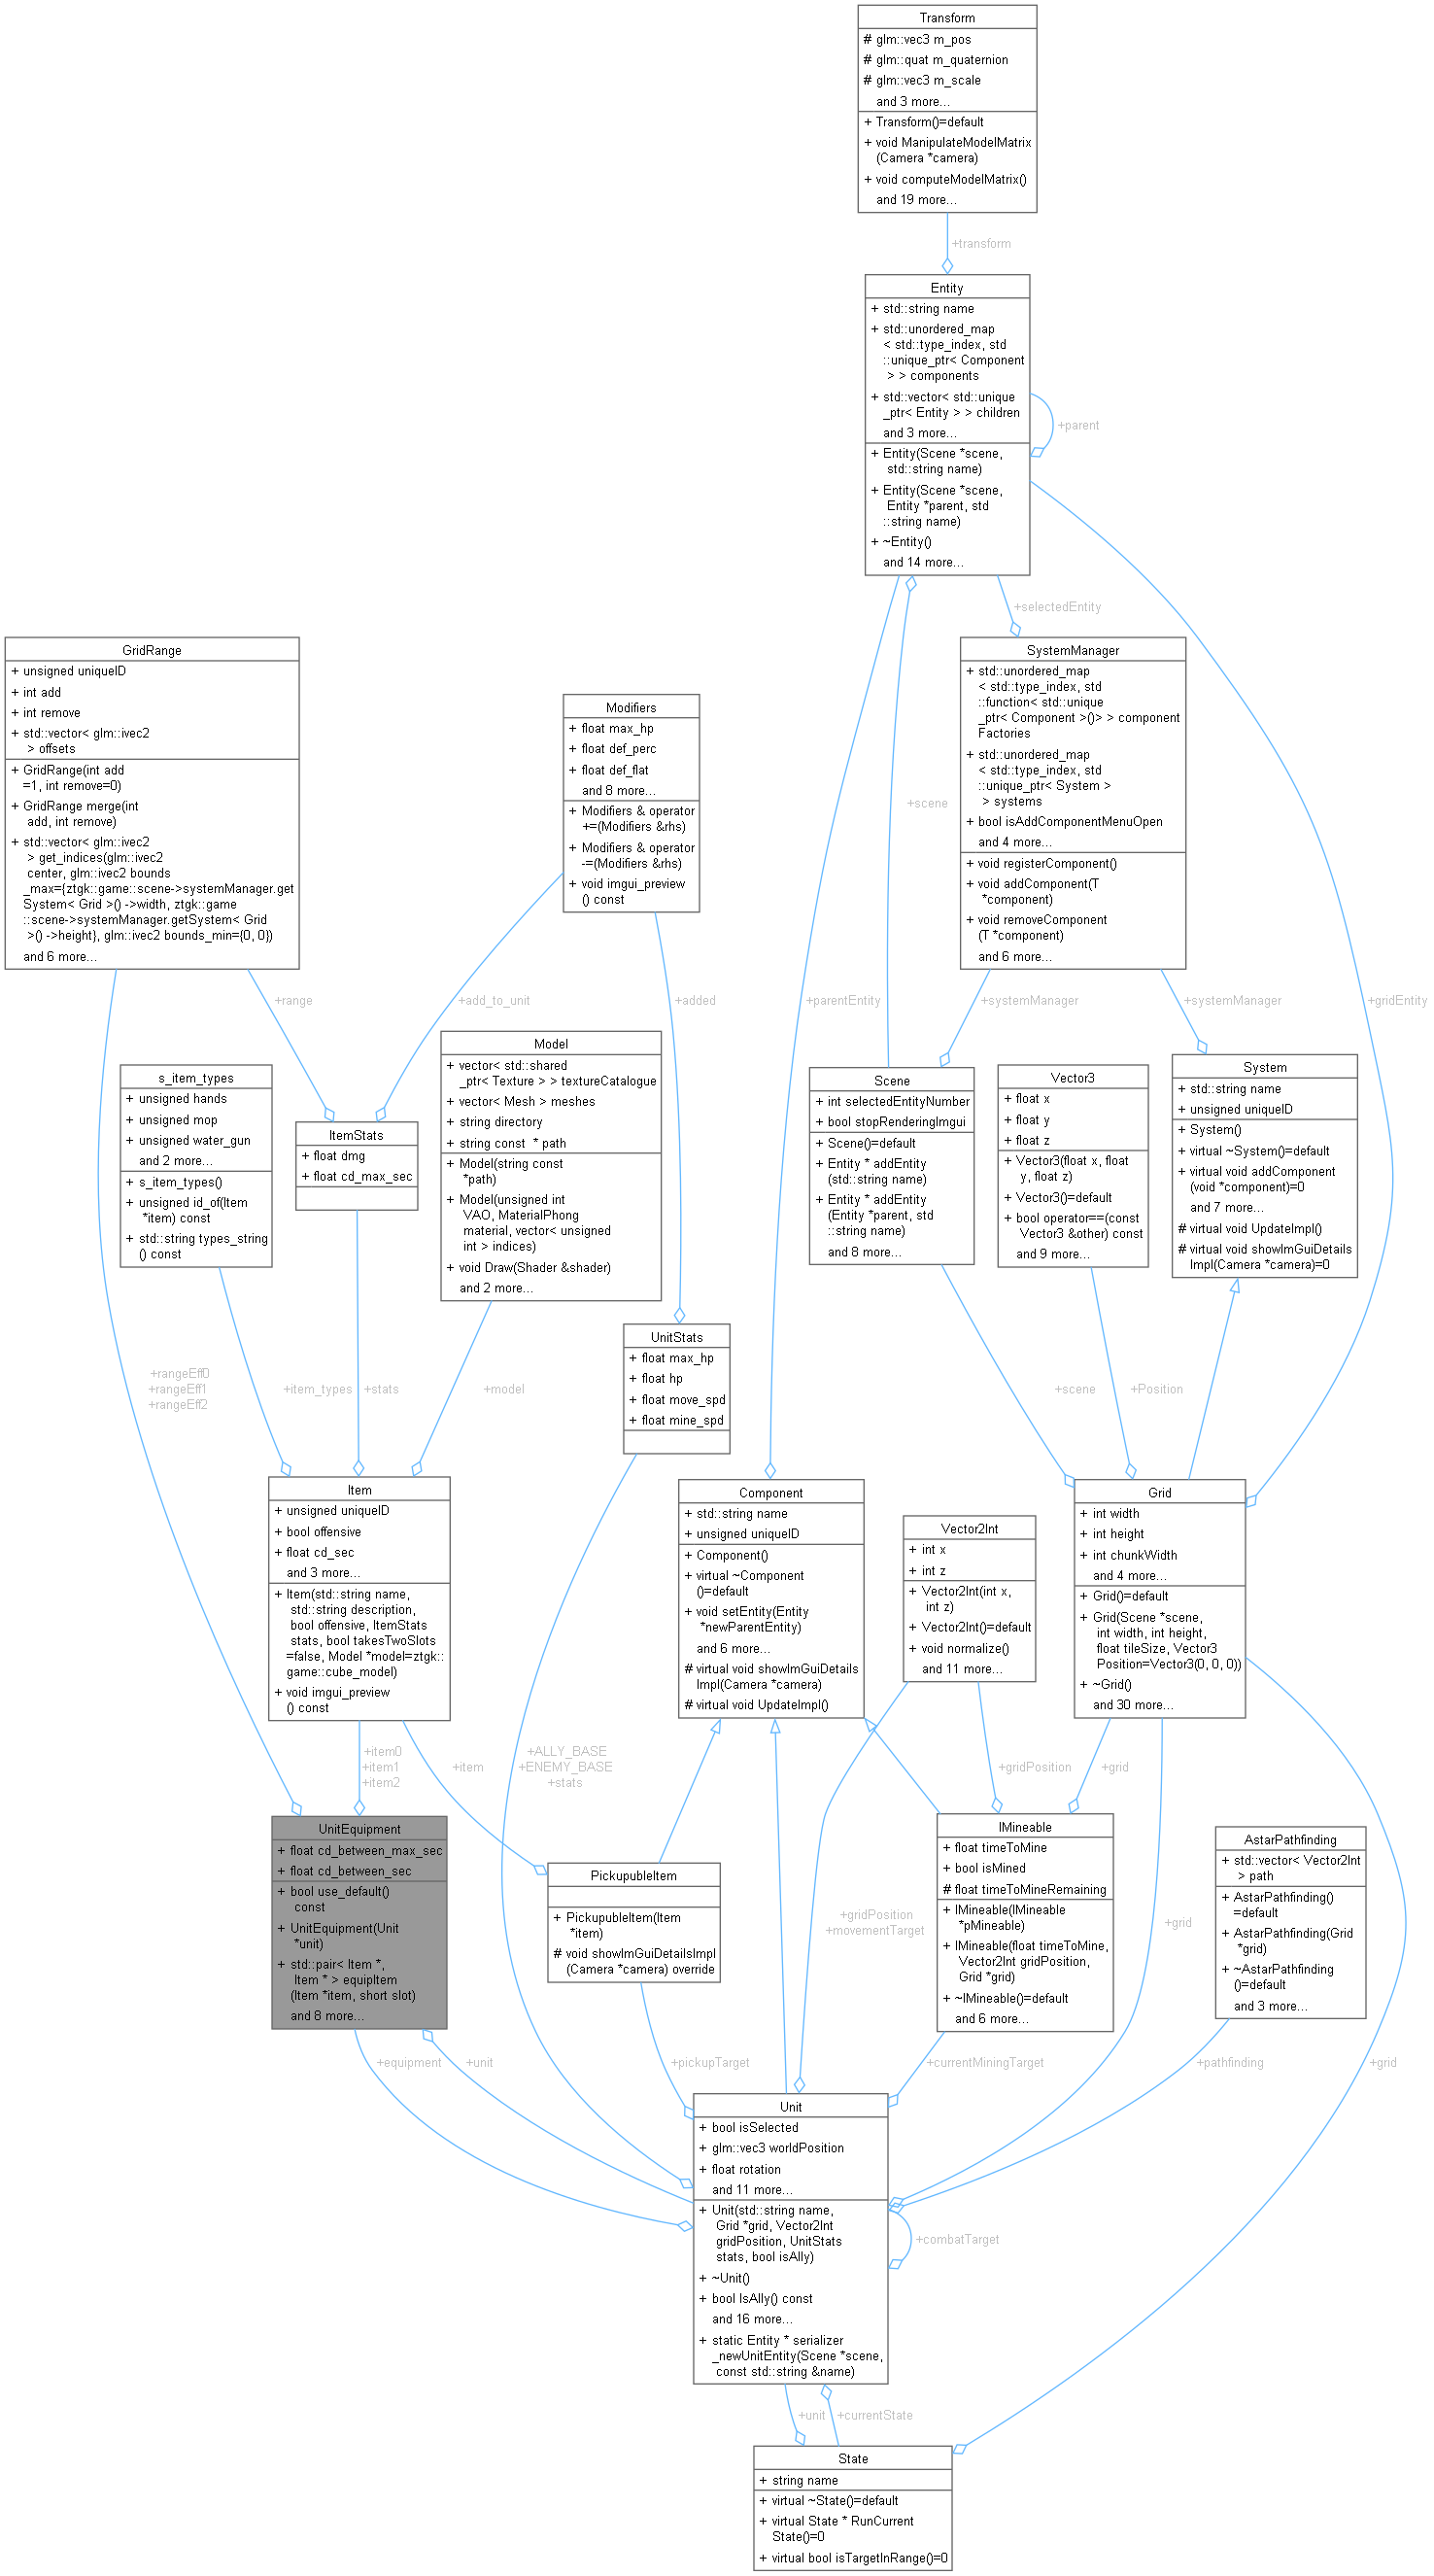 Transform
# glm::vec3 m_pos
# glm::quat m_quaternion
# glm::vec3 m_scale
and 3 more...
+ Transform()=default
+ void ManipulateModelMatrix
(Camera *camera)
+ void computeModelMatrix()
and 19 more...
+transform
Entity
+ std::string name
+ std::unordered_map
< std::type_index, std
::unique_ptr< Component
> > components
+ std::vector< std::unique
_ptr< Entity > > children
and 3 more...
+ Entity(Scene *scene,
std::string name)
+ Entity(Scene *scene,
Entity *parent, std
::string name)
+ ~Entity()
and 14 more...
+parent
+selectedEntity
GridRange
+ unsigned uniqueID
+ int add
+ int remove
+ std::vector< glm::ivec2
> offsets
+ GridRange(int add
=1, int remove=0)
+ GridRange merge(int
add, int remove)
+ std::vector< glm::ivec2
> get_indices(glm::ivec2
center, glm::ivec2 bounds
_max={ztgk::game::scene->systemManager.get
System< Grid >() ->width, ztgk::game
::scene->systemManager.getSystem< Grid
>() ->height}, glm::ivec2 bounds_min={0, 0})
and 6 more...
Modifiers
+ float max_hp
+ float def_perc
+ float def_flat
and 8 more...
+ Modifiers & operator
+=(Modifiers &rhs)
+ Modifiers & operator
-=(Modifiers &rhs)
+ void imgui_preview
() const
+scene
SystemManager
+ std::unordered_map
< std::type_index, std
::function< std::unique
_ptr< Component >()> > component
Factories
+ std::unordered_map
< std::type_index, std
::unique_ptr< System >
> systems
+ bool isAddComponentMenuOpen
and 4 more...
+ void registerComponent()
+ void addComponent(T
*component)
+ void removeComponent
(T *component)
and 6 more...
+range
+add_to_unit
+added
+parentEntity
+systemManager
+systemManager
+gridEntity
s_item_types
+ unsigned hands
+ unsigned mop
+ unsigned water_gun
and 2 more...
+ s_item_types()
+ unsigned id_of(Item
*item) const
+ std::string types_string
() const
ItemStats
+ float dmg
+ float cd_max_sec
Model
+ vector< std::shared
_ptr< Texture > > textureCatalogue
+ vector< Mesh > meshes
+ string directory
+ string const  * path
+ Model(string const
*path)
+ Model(unsigned int
VAO, MaterialPhong
material, vector< unsigned
int > indices)
+ void Draw(Shader &shader)
and 2 more...
Scene
+ int selectedEntityNumber
+ bool stopRenderingImgui
+ Scene()=default
+ Entity * addEntity
(std::string name)
+ Entity * addEntity
(Entity *parent, std
::string name)
and 8 more...
Vector3
+ float x
+ float y
+ float z
+ Vector3(float x, float
y, float z)
+ Vector3()=default
+ bool operator==(const
Vector3 &other) const
and 9 more...
System
+ std::string name
+ unsigned uniqueID
+ System()
+ virtual ~System()=default
+ virtual void addComponent
(void *component)=0
and 7 more...
# virtual void UpdateImpl()
# virtual void showImGuiDetails
Impl(Camera *camera)=0
UnitStats
+ float max_hp
+ float hp
+ float move_spd
+ float mine_spd
+rangeEff0
+rangeEff1
+rangeEff2
+item_types
+stats
+model
+scene
+Position
Item
+ unsigned uniqueID
+ bool offensive
+ float cd_sec
and 3 more...
+ Item(std::string name,
std::string description,
bool offensive, ItemStats
stats, bool takesTwoSlots
=false, Model *model=ztgk::
game::cube_model)
+ void imgui_preview
() const
Component
+ std::string name
+ unsigned uniqueID
+ Component()
+ virtual ~Component
()=default
+ void setEntity(Entity
*newParentEntity)
and 6 more...
# virtual void showImGuiDetails
Impl(Camera *camera)
# virtual void UpdateImpl()
Vector2Int
+ int x
+ int z
+ Vector2Int(int x,
int z)
+ Vector2Int()=default
+ void normalize()
and 11 more...
Grid
+ int width
+ int height
+ int chunkWidth
and 4 more...
+ Grid()=default
+ Grid(Scene *scene,
int width, int height,
float tileSize, Vector3
Position=Vector3(0, 0, 0))
+ ~Grid()
and 30 more...
+item0
+item1
+item2
+item
+ALLY_BASE
+ENEMY_BASE
+stats
+gridPosition
+grid
UnitEquipment
+ float cd_between_max_sec
+ float cd_between_sec
+ bool use_default()
const
+ UnitEquipment(Unit
*unit)
+ std::pair< Item *,
Item * > equipItem
(Item *item, short slot)
and 8 more...
PickupubleItem
+ PickupubleItem(Item
*item)
# void showImGuiDetailsImpl
(Camera *camera) override
+gridPosition
+movementTarget
IMineable
+ float timeToMine
+ bool isMined
# float timeToMineRemaining
+ IMineable(IMineable
*pMineable)
+ IMineable(float timeToMine,
Vector2Int gridPosition,
Grid *grid)
+ ~IMineable()=default
and 6 more...
+grid
AstarPathfinding
+ std::vector< Vector2Int
> path
+ AstarPathfinding()
=default
+ AstarPathfinding(Grid
*grid)
+ ~AstarPathfinding
()=default
and 3 more...
+equipment
+unit
+pickupTarget
+currentMiningTarget
+pathfinding
+grid
Unit
+ bool isSelected
+ glm::vec3 worldPosition
+ float rotation
and 11 more...
+ Unit(std::string name,
Grid *grid, Vector2Int
gridPosition, UnitStats
stats, bool isAlly)
+ ~Unit()
+ bool IsAlly() const
and 16 more...
+ static Entity * serializer
_newUnitEntity(Scene *scene,
const std::string &name)
+combatTarget
+unit
+currentState
State
+ string name
+ virtual ~State()=default
+ virtual State * RunCurrent
State()=0
+ virtual bool isTargetInRange()=0